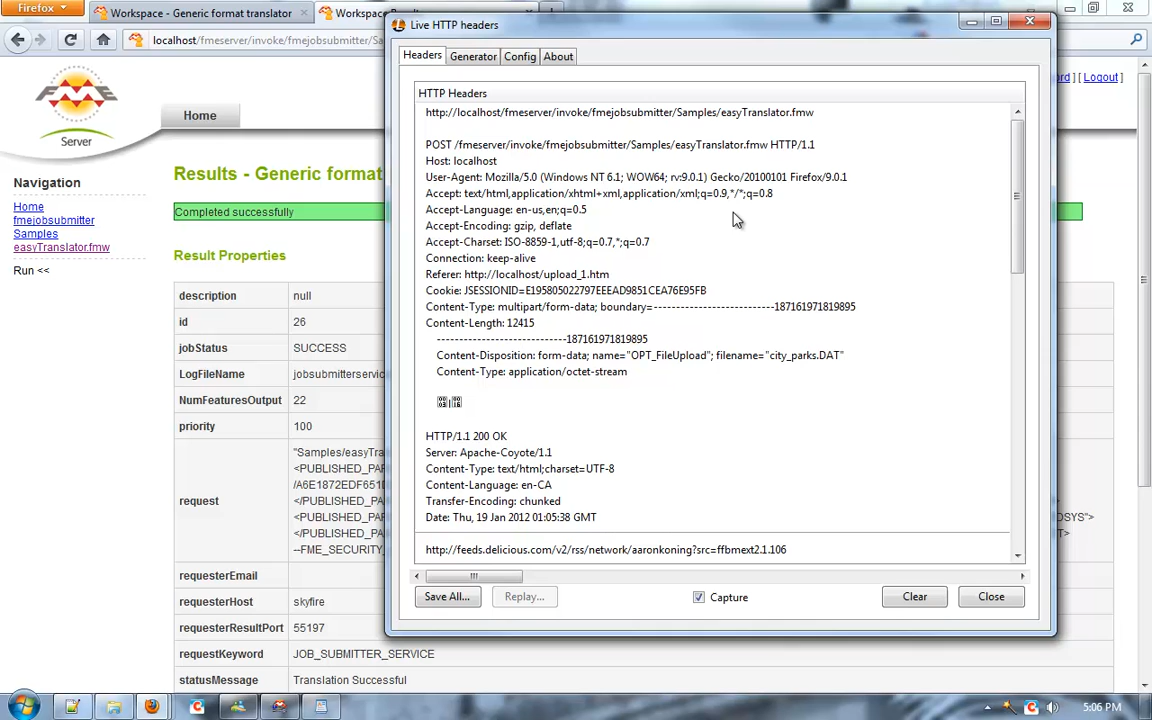 Firefox
Workspace - Generic format translator
Workspace
Live HTTP headers
localhost/fmeserver/invoke/fmejobsubmitter/Sa
Headers
Generator
Config
About
[ Logout ]
FME
Server
Home
HTTP Headers
http://localhost/fmeserver/invoke/fmejobsubmitter/Samples/easyTranslator.fmw
POST /fmeserver/invoke/fmejobsubmitter/Samples/easyTranslator.fmw HTTP/1.1
Host: localhost
User-Agent: Mozilla/5.0 (Windows NT 6.1; WOW64; rv:9.0.1) Gecko/20100101 Firefox/9.0.1
Accept: text/html,application/xhtml+xml,application/xml;q=0.9,*/*;q=0.8
Accept-Language: en-us,en;q=0.5
Accept-Encoding: gzip, deflate
Accept-Charset: ISO-8859-1,utf-8;q=0.7,*;q=0.7
Connection: keep-alive
Referer: http://localhost/upload_1.htm
Cookie: JSESSIONID=E195805022797EEEAD9851CEA76E95FB
Content-Type: multipart/form-data; boundary=---------------------------187161971819895
Content-Length: 12415
-----------------------------187161971819895
Content-Disposition: form-data; name="OPT_FileUpload"; filename="city_parks.DAT"
Content-Type: application/octet-stream
HTTP/1.1 200 OK
Server: Apache-Coyote/1.1
Content-Type: text/html;charset=UTF-8
Content-Language: en-CA
Transfer-Encoding: chunked
Date: Thu, 19 Jan 2012 01:05:38 GMT
http://feeds.delicious.com/v2/rss/network/aaronkoning?src=ffbmext2.1.106
Save All...
Replay...
Capture
Clear
Close
Navigation
Home
fmejobsubmitter
Samples
easyTranslator.fmw
Run <<
Results - Generic format
Completed successfully
Result Properties
description null
id 26
jobStatus SUCCESS
LogFileName jobsubmitterservic
NumFeaturesOutput 22
priority 100
request
"Samples/easyTra
<PUBLISHED_PA
/A6E1872EDF651D
</PUBLISHED_PA
<PUBLISHED_PA
</PUBLISHED_PA
--FME_SECURITY_
requesterEmail
requesterHost skyfire
requesterResultPort 55197
requestKeyword JOB_SUBMITTER_SERVICE
statusMessage Translation Successful
5:06 PM